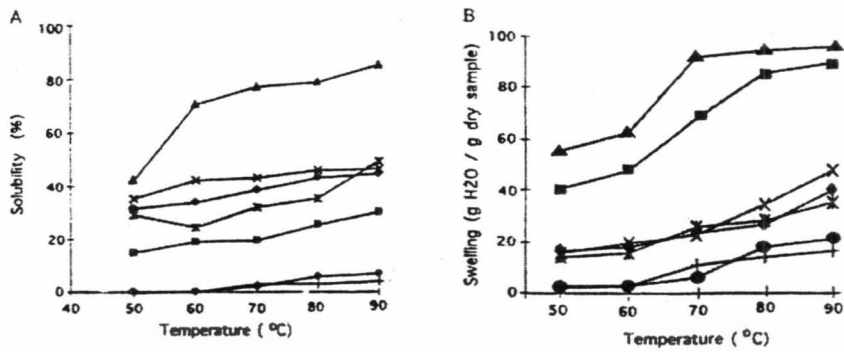 A
100
80
60
40
20
0
Solubility (%)
40 50 60 70 80 90
Temperature ( °C)
B
100
80
60
40
20
0
Swelling (g H2O / g dry sample)
50 60 70 80 90
Temperature ( °C)